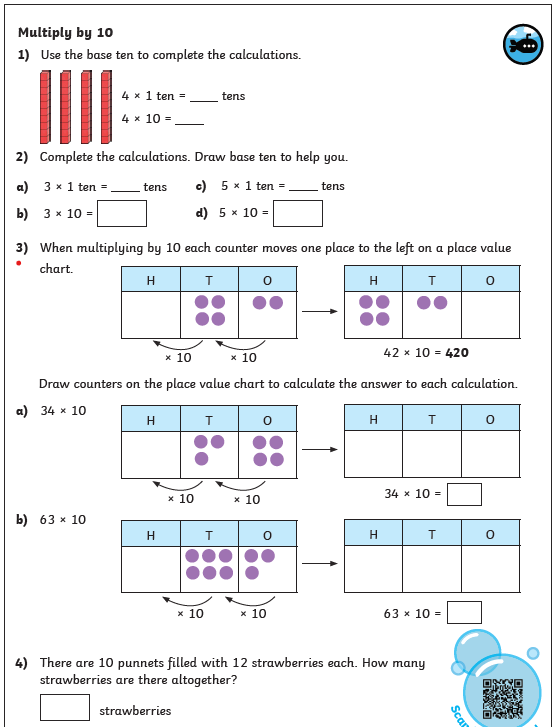 Multiply by 10
1) Use the base ten to complete the calculations.
4 × 1 ten = ____ tens
4 × 10 = ____
2) Complete the calculations. Draw base ten to help you.
a) 3 × 1 ten = ____ tens
c) 5 × 1 ten = ____ tens
b) 3 × 10 =
d) 5 × 10 =
3) When multiplying by 10 each counter moves one place to the left on a place value
chart.
H T O
H T O
× 10 × 10
42 × 10 = 420
Draw counters on the place value chart to calculate the answer to each calculation.
a) 34 × 10
H T O
H T O
× 10 × 10
34 × 10 =
b) 63 × 10
H T O
H T O
× 10 × 10
63 × 10 =
4) There are 10 punnets filled with 12 strawberries each. How many
strawberries are there altogether?
strawberries